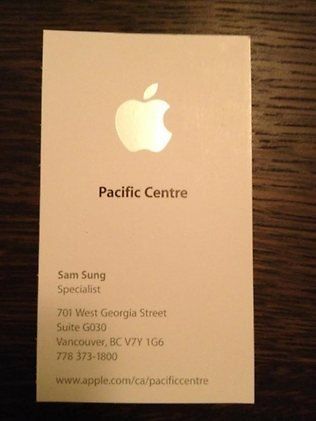 Pacific Centre
Sam Sung
Specialist
701 West Georgia Street
Suite G030
Vancouver, BC V7Y 1G6
778 373-1800
www.apple.com/ca/pacificcentre